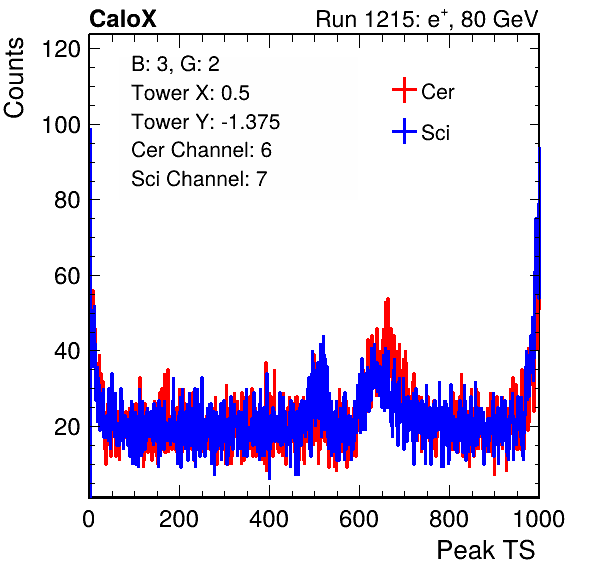 CaloX Run 1215: e+, 80 GeV
Counts
B: 3, G: 2
Tower X: 0.5
Tower Y: -1.375
Cer Channel: 6
Sci Channel: 7
Cer
Sci
120
100
80
60
40
20
0 200 400 600 800 1000
Peak TS